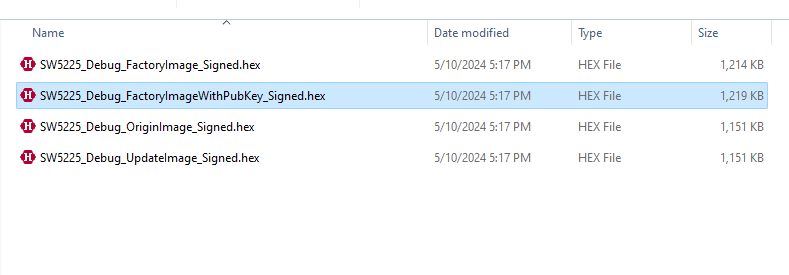 Name Date modified Type Size
SW5225_Debug_FactoryImage_Signed.hex 5/10/2024 5:17 PM HEX File 1,214 KB
SW5225_Debug_FactoryImageWithPubKey_Signed.hex 5/10/2024 5:17 PM HEX File 1,219 KB
SW5225_Debug_OriginImage_Signed.hex 5/10/2024 5:17 PM HEX File 1,151 KB
SW5225_Debug_UpdateImage_Signed.hex 5/10/2024 5:17 PM HEX File 1,151 KB